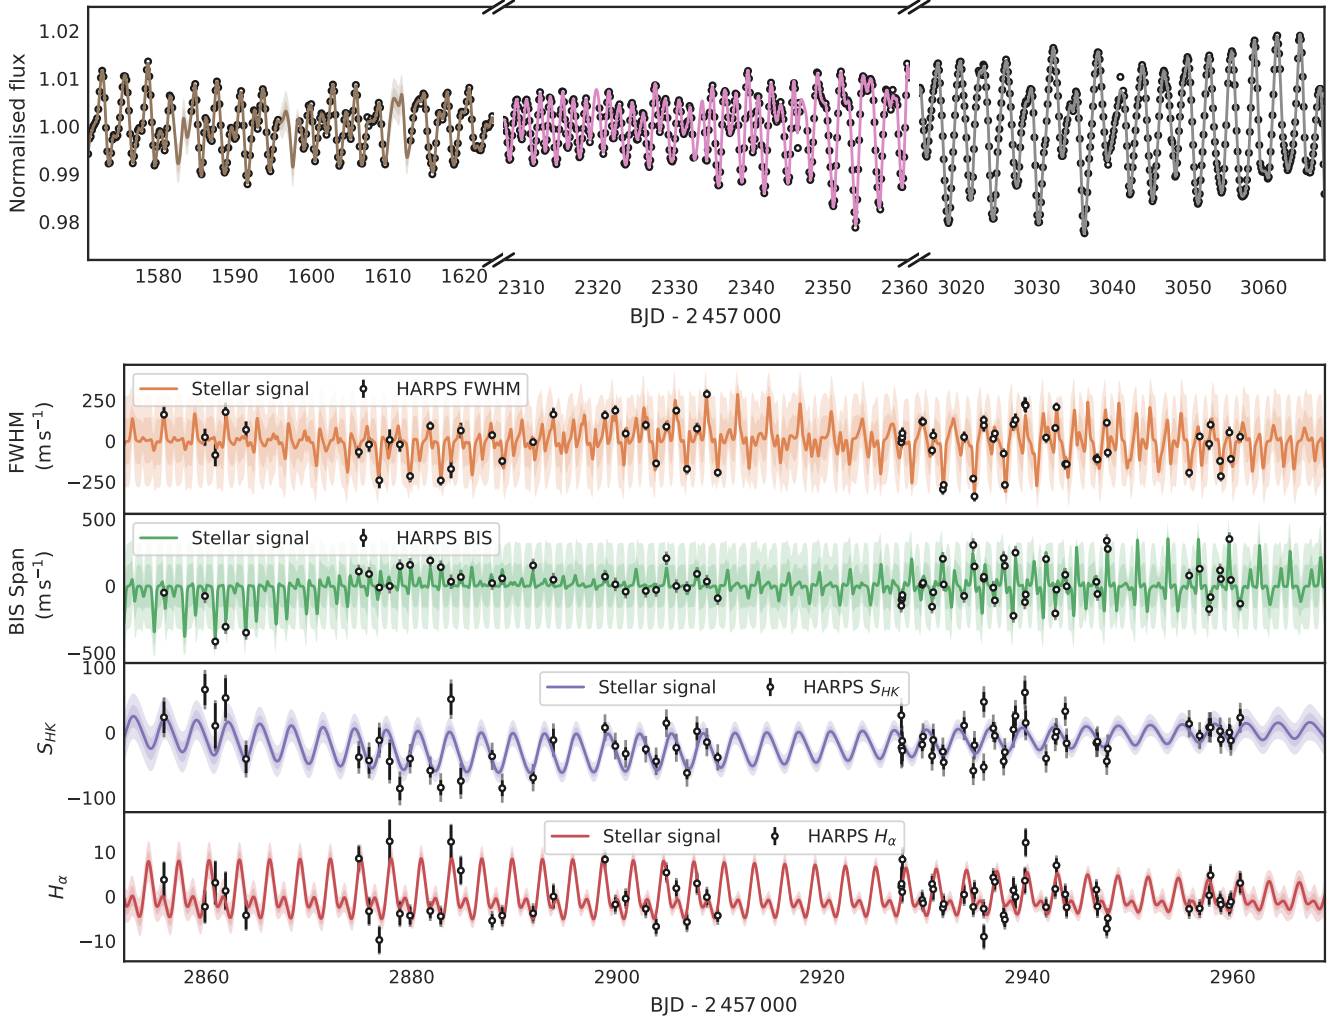 Normalised flux
1.02
1.01
1.00
0.99
0.98
1580 1590 1600 1610 1620 2310 2320 2330 2340 2350 2360 3020 3030 3040 3050 3060
BJD - 2 457 000
FWHM
(m s⁻¹)
250
0
−250
Stellar signal HARPS FWHM
BIS Span
(m s⁻¹)
500
0
−500
Stellar signal HARPS BIS
S_HK
100
0
−100
Stellar signal HARPS S_HK
H_α
10
0
−10
Stellar signal HARPS H_α
2860 2880 2900 2920 2940 2960
BJD - 2 457 000